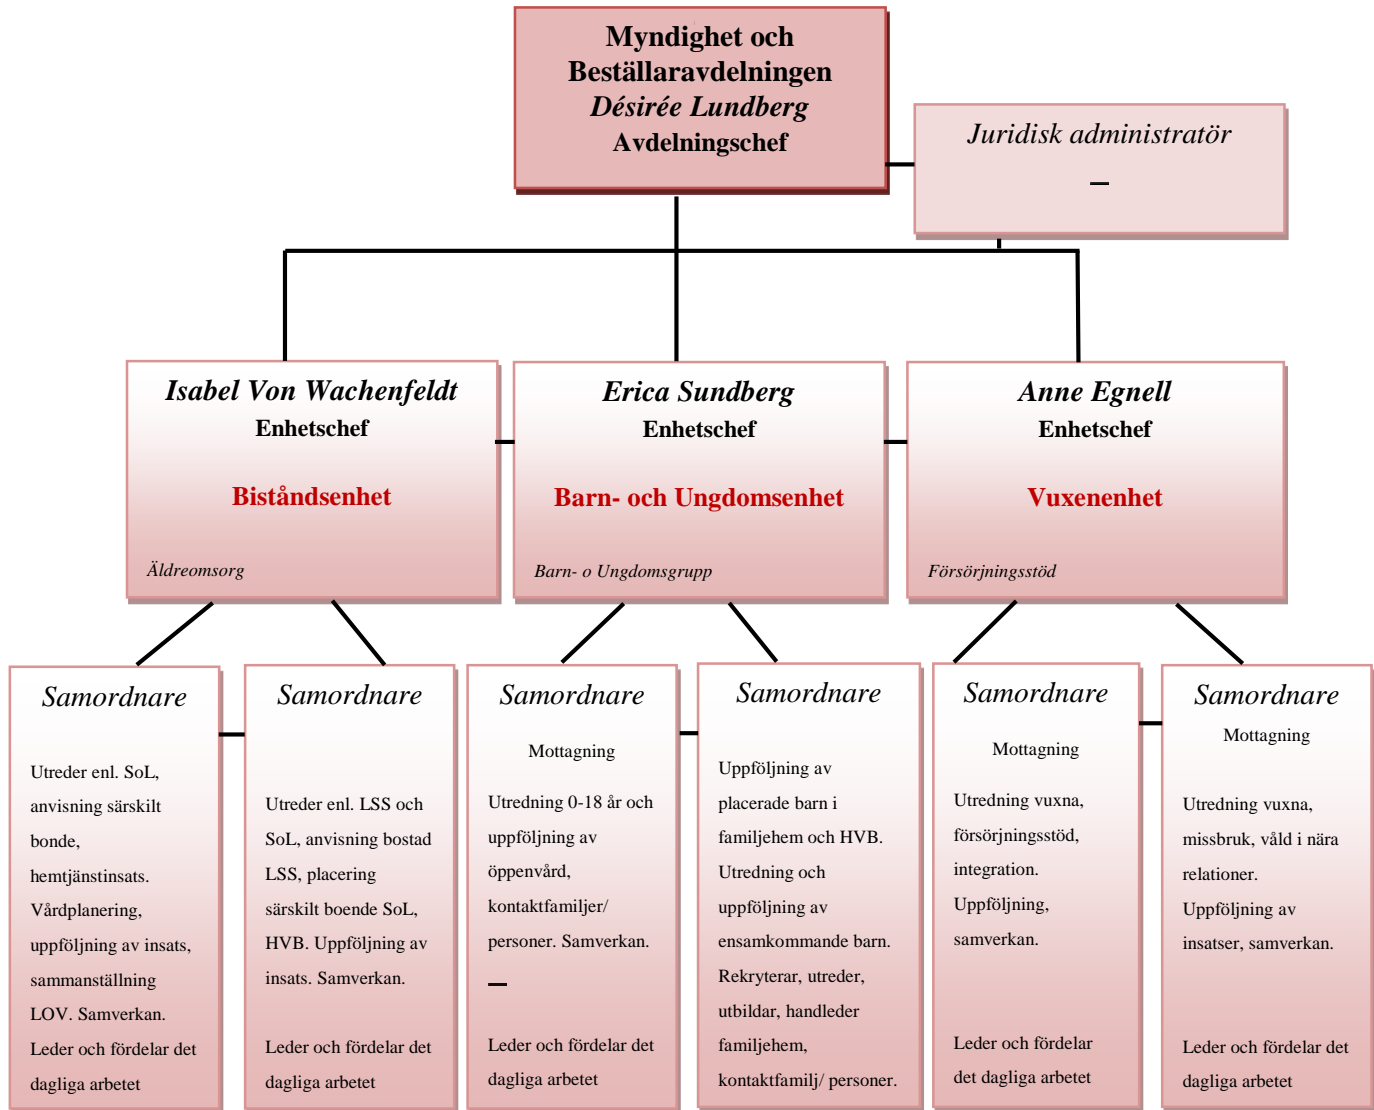 Myndighet och
Beställaravdelningen
Désirée Lundberg
Avdelningschef
Juridisk administratör
Isabel Von Wachenfeldt
Enhetschef
Biståndsenhet
Äldreomsorg
Erica Sundberg
Enhetschef
Barn- och Ungdomsenhet
Barn- o Ungdomsgrupp
Anne Egnell
Enhetschef
Vuxenenhet
Försörjningsstöd
Samordnare
Utreder enl. SoL,
anvisning särskilt
bonde,
hemtjänstinsats.
Vårdplanering,
uppföljning av insats,
sammanställning
LOV. Samverkan.
Leder och fördelar det
dagliga arbetet
Samordnare
Utreder enl. LSS och
SoL, anvisning bostad
LSS, placering
särskilt boende SoL,
HVB. Uppföljning av
insats. Samverkan.
Leder och fördelar det
dagliga arbetet
Samordnare
Mottagning
Utredning 0-18 år och
uppföljning av
öppenvård,
kontaktfamiljer/
personer. Samverkan.
Leder och fördelar det
dagliga arbetet
Samordnare
Uppföljning av
placerade barn i
familjehem och HVB.
Utredning och
uppföljning av
ensamkommande barn.
Rekryterar, utreder,
utbildar, handleder
familjehem,
kontaktfamilj/ personer.
Samordnare
Mottagning
Utredning vuxna,
försörjningsstöd,
integration.
Uppföljning,
samverkan.
Leder och fördelar
det dagliga arbetet
Samordnare
Mottagning
Utredning vuxna,
missbruk, våld i nära
relationer.
Uppföljning av
insatser, samverkan.
Leder och fördelar det
dagliga arbetet